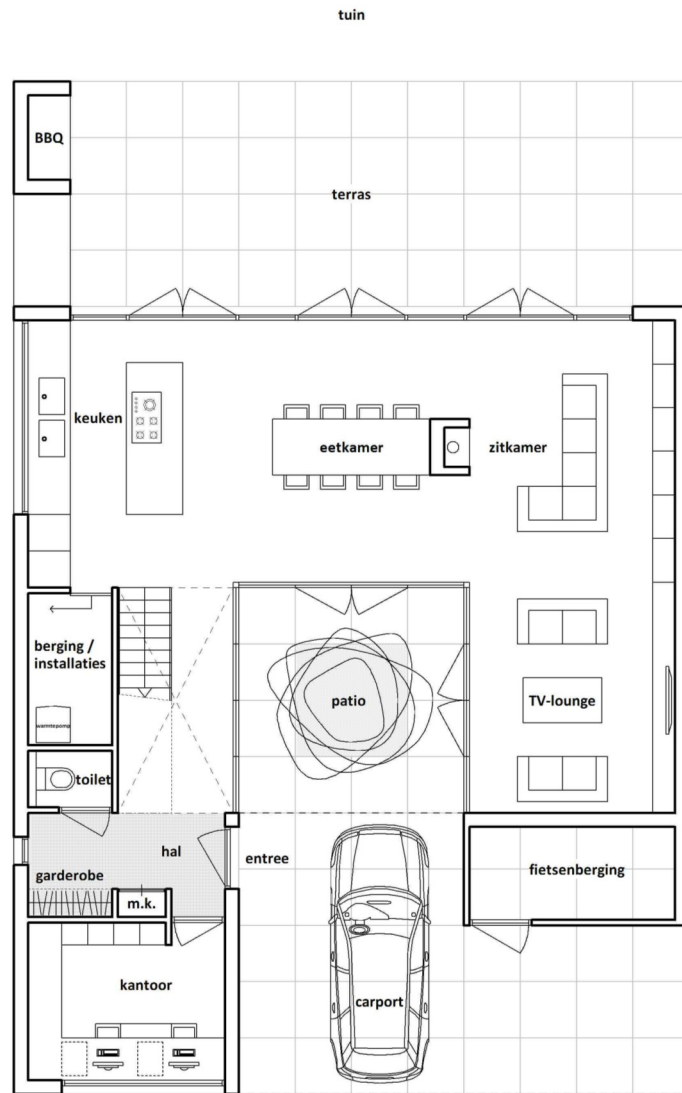 tuin
BBQ
terras
keuken
eetkamer
zitkamer
berging /
installaties
warmtepomp
patio
TV-lounge
toilet
hal
entree
garderobe
m.k.
fietsenberging
kantoor
carport